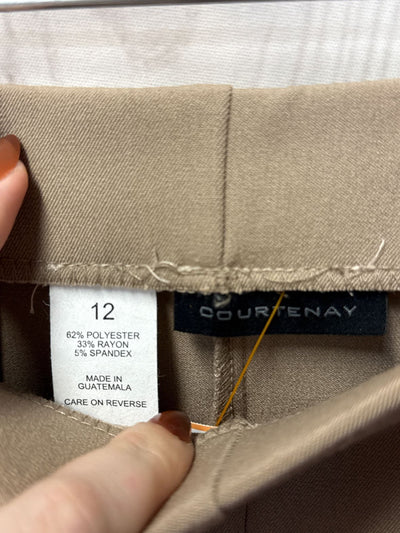 12
62% POLYESTER
33% RAYON
5% SPANDEX
MADE IN
GUATEMALA
CARE ON REVERSE
COURTENAY